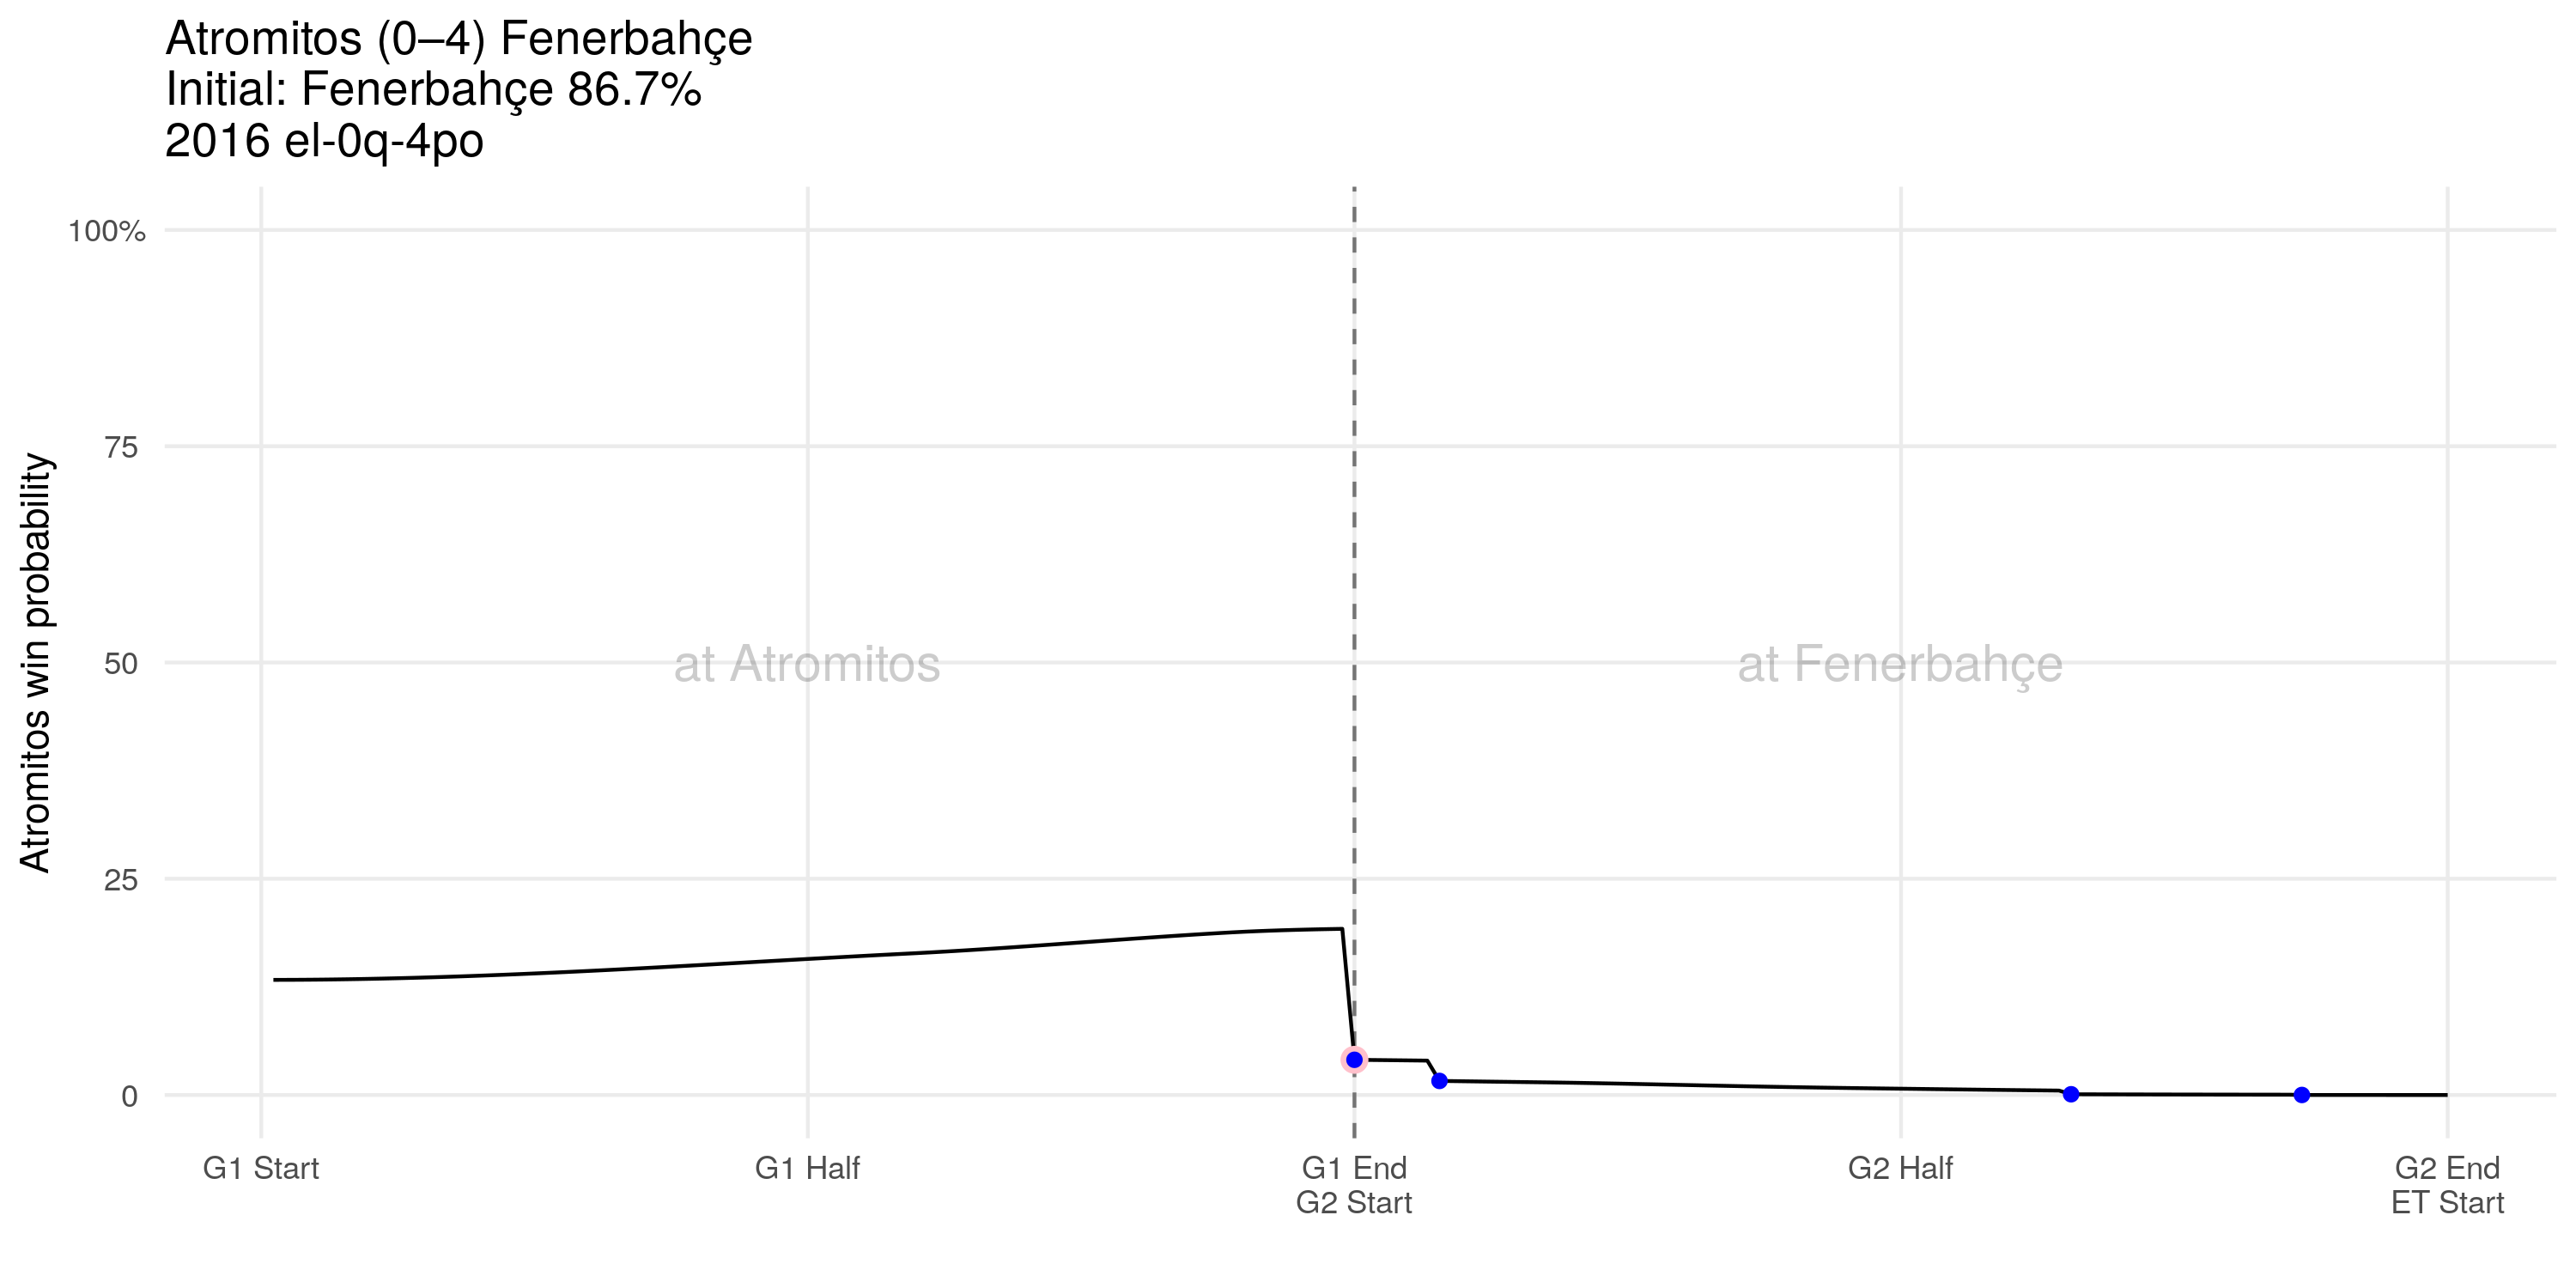 Atromitos (0–4) Fenerbahçe
Initial: Fenerbahçe 86.7%
2016 el-0q-4po
Atromitos win probability
100%
75
50
25
0
at Atromitos
at Fenerbahçe
G1 Start
G1 Half
G1 End
G2 Start
G2 Half
G2 End
ET Start